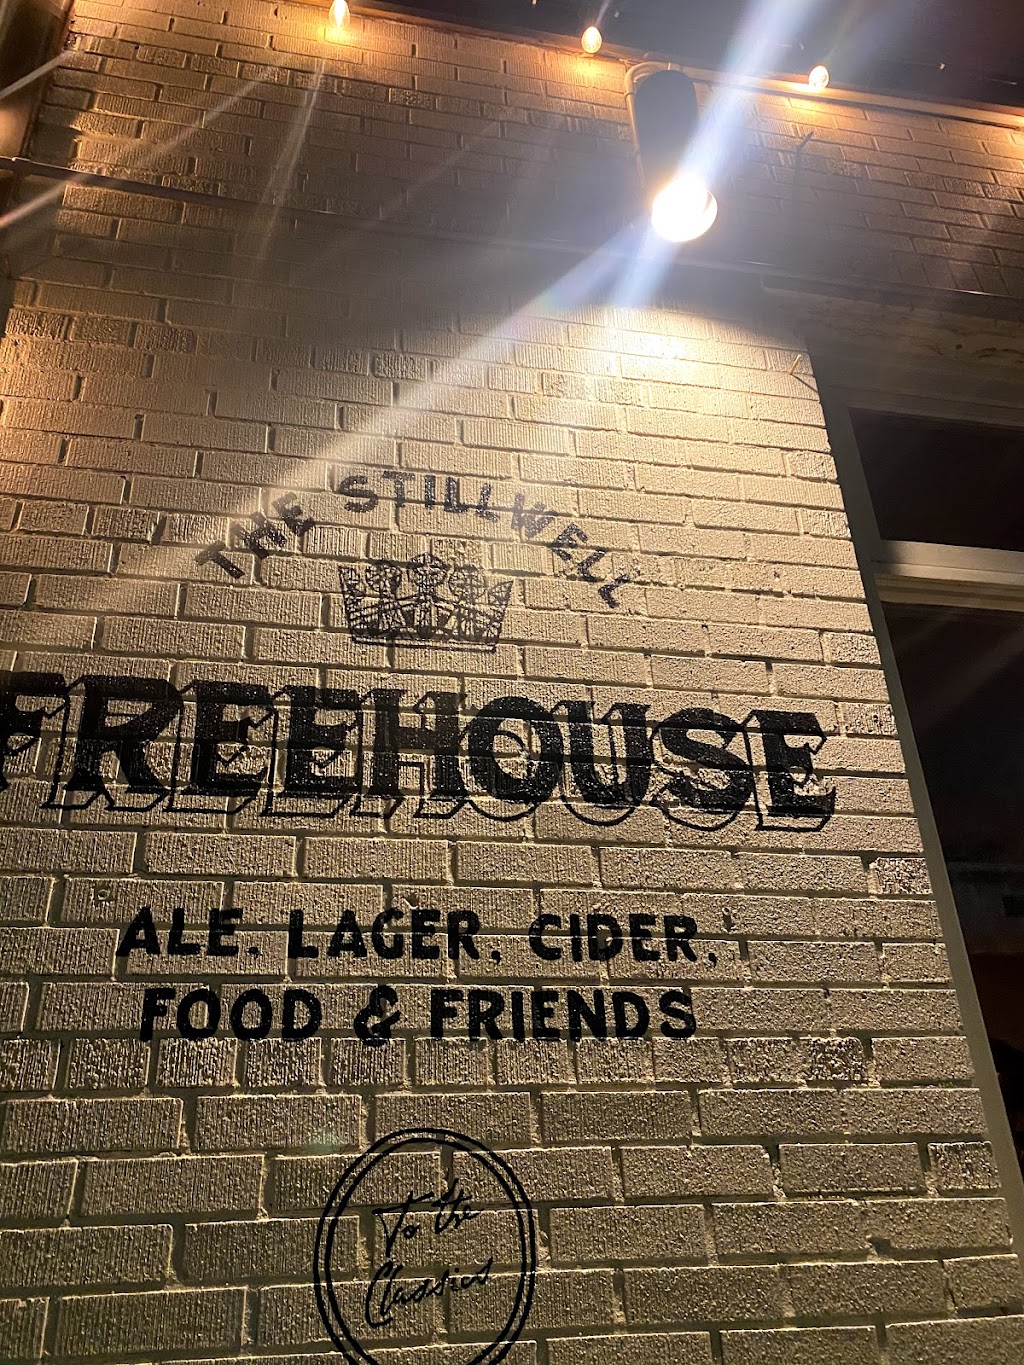 THE STILLWELL
FREEHOUSE
ALE. LAGER, CIDER,
FOOD & FRIENDS
To the
Classics